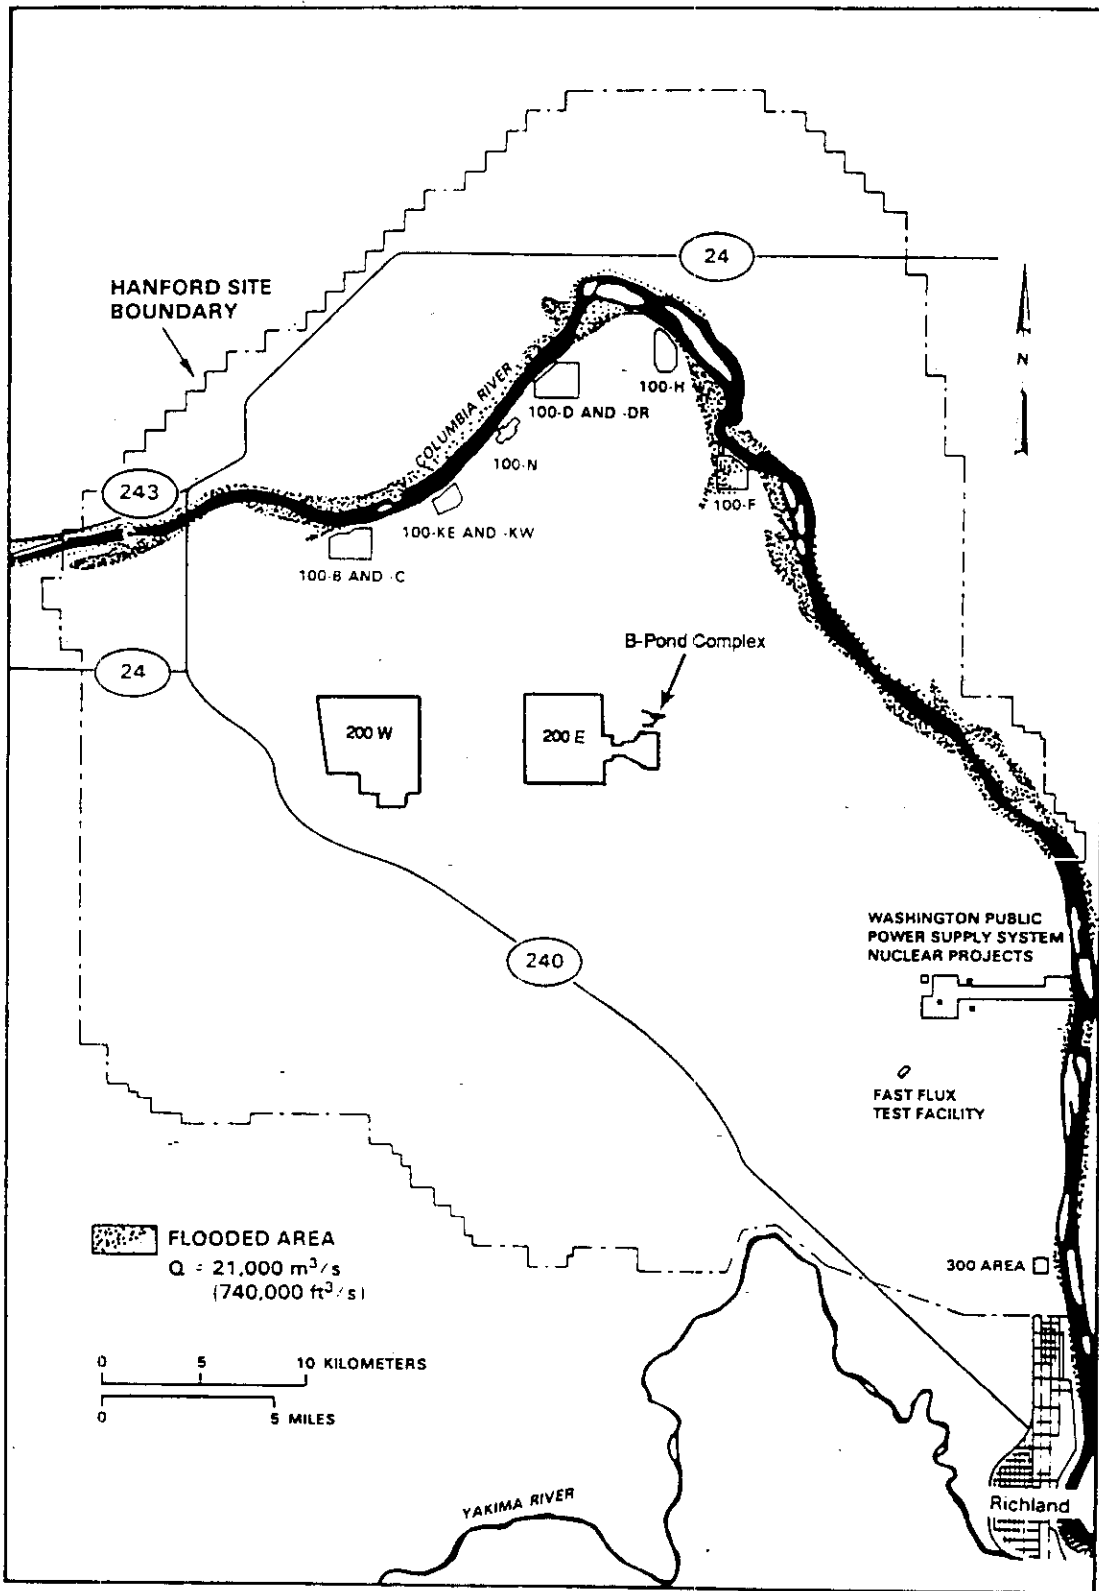 24
HANFORD SITE
BOUNDARY
N
COLUMBIA RIVER
100-H
100-D AND -DR
100-N
243
100-F
100-KE AND -KW
100-B AND -C
B-Pond Complex
24
200 W
200 E
WASHINGTON PUBLIC
POWER SUPPLY SYSTEM
NUCLEAR PROJECTS
240
FAST FLUX
TEST FACILITY
FLOODED AREA
Q = 21,000 m³/s
(740,000 ft³/s)
300 AREA
0 5 10 KILOMETERS
0 5 MILES
YAKIMA RIVER
Richland